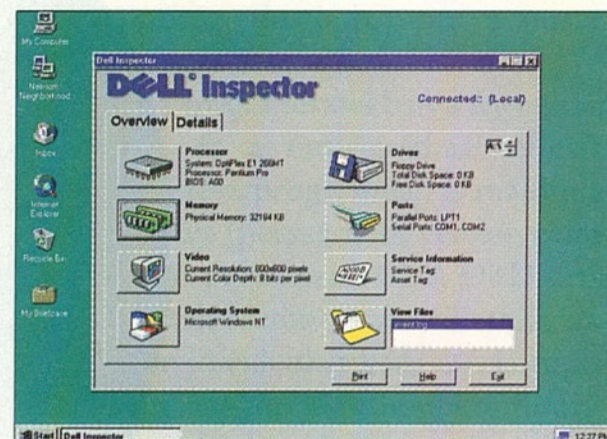 My Computer
Network
Neighborhood
Inbox
Internet
Explorer
Recycle Bin
My Briefcase
Dell Inspector
DELL Inspector
Connected:: (Local)
Overview
Details
Processor
System: OptiPlex E1 266MT
Processor: Pentium Pro
BIOS: A00
Memory
Physical Memory: 32184 KB
Video
Current Resolution: 800x600 pixels
Current Color Depth: 8 bits per pixel
Operating System
Microsoft Windows NT
Drives
Floppy Drive
Total Disk Space: 0 KB
Free Disk Space: 0 KB
Ports
Parallel Ports: LPT1
Serial Ports: COM1, COM2
Service Information
Service Tag:
Asset Tag:
View Files
Print
Help
Exit
Start
Dell Inspector
12:27 PM